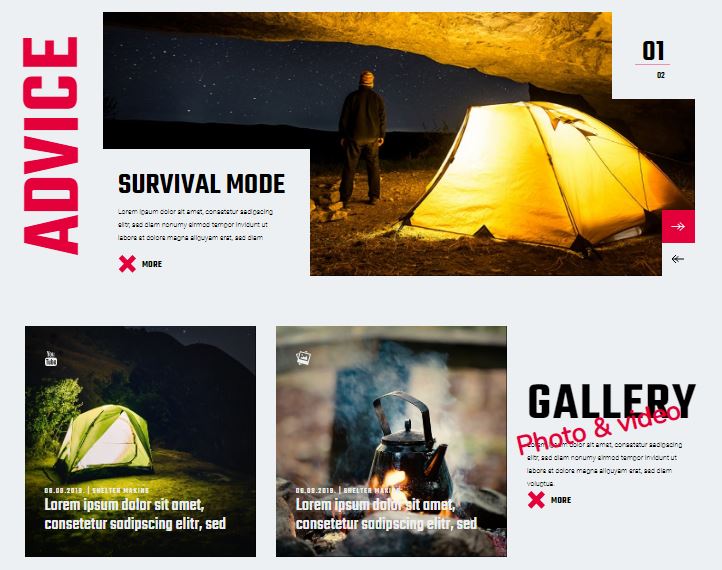 ADVICE
01
02
SURVIVAL MODE
Lorem ipsum dolor sit amet, consetetur sadipscing
elitr, sed diam nonumy eirmod tempor invidunt ut
labore et dolore magna aliquyam erat, sed diam
MORE
You
Tube
06.08.2019. | SHELTER MAKING
Lorem ipsum dolor sit amet,
consetetur sadipscing elitr, sed
06.08.2019. | SHELTER MAKING
Lorem ipsum dolor sit amet,
consetetur sadipscing elitr, sed
GALLERY
Photo & video
Lorem ipsum dolor sit amet, consetetur sadipscing
elitr, sed diam nonumy eirmod tempor invidunt ut
labore et dolore magna aliquyam erat, sed diam
voluptua.
MORE